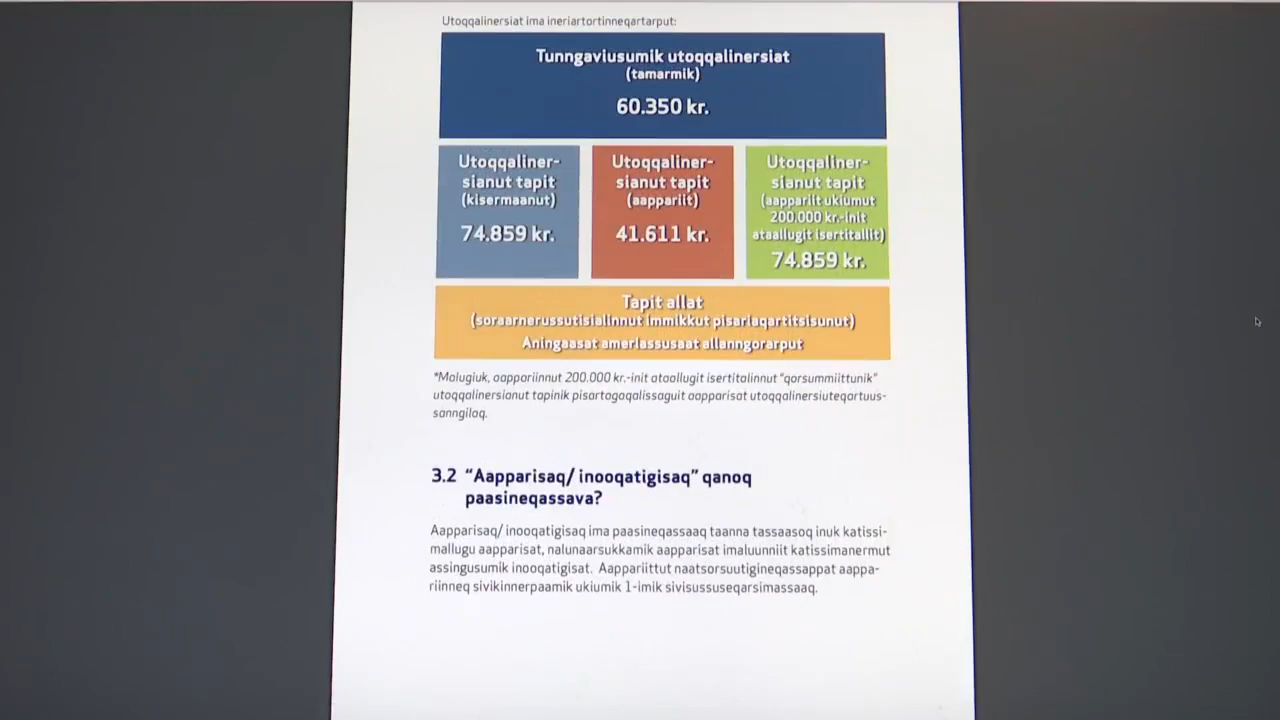 Utoqqalinersiat ima ineriartortinneqartarput:
Tunngaviusumik utoqqalinersiat
(tamarmik)
60.350 kr.
Utoqqaliner-
sianut tapit
(kisermaanut)
74.859 kr.
Utoqqaliner-
sianut tapit
(aappariit)
41.611 kr.
Utoqqaliner-
sianut tapit
(aappariit ukiumut
200.000 kr.-init
ataallugit isertitallit)
74.859 kr.
Tapit allat
(soraarnerussutisialinnut immikkut pisariaqartitsisunut)
Aningaasat amerlassusaat allanngorarput
*Malugiuk, aappariinnut 200.000 kr.-init ataallugit isertitalinnut "qorsummiittunik"
utoqqalinersianut tapinik pisartagaqalissaguit aapparisat utoqqalinersiuteqartuus-
sanngilaq.
3.2 "Aapparisaq/ inooqatigisaq" qanoq
paasineqassava?
Aapparisaq/ inooqatigisaq ima paasineqassaaq taanna tassaasoq inuk katissi-
mallugu aapparisat, nalunaarsukkamik aapparisat imaluunniit katissimanermut
assingusumik inooqatigisat. Aappariittut naatsorsuutigineqassappat aappa-
riinneq sivikinnerpaamik ukiumik 1-imik sivisussuseqarsimassaaq.